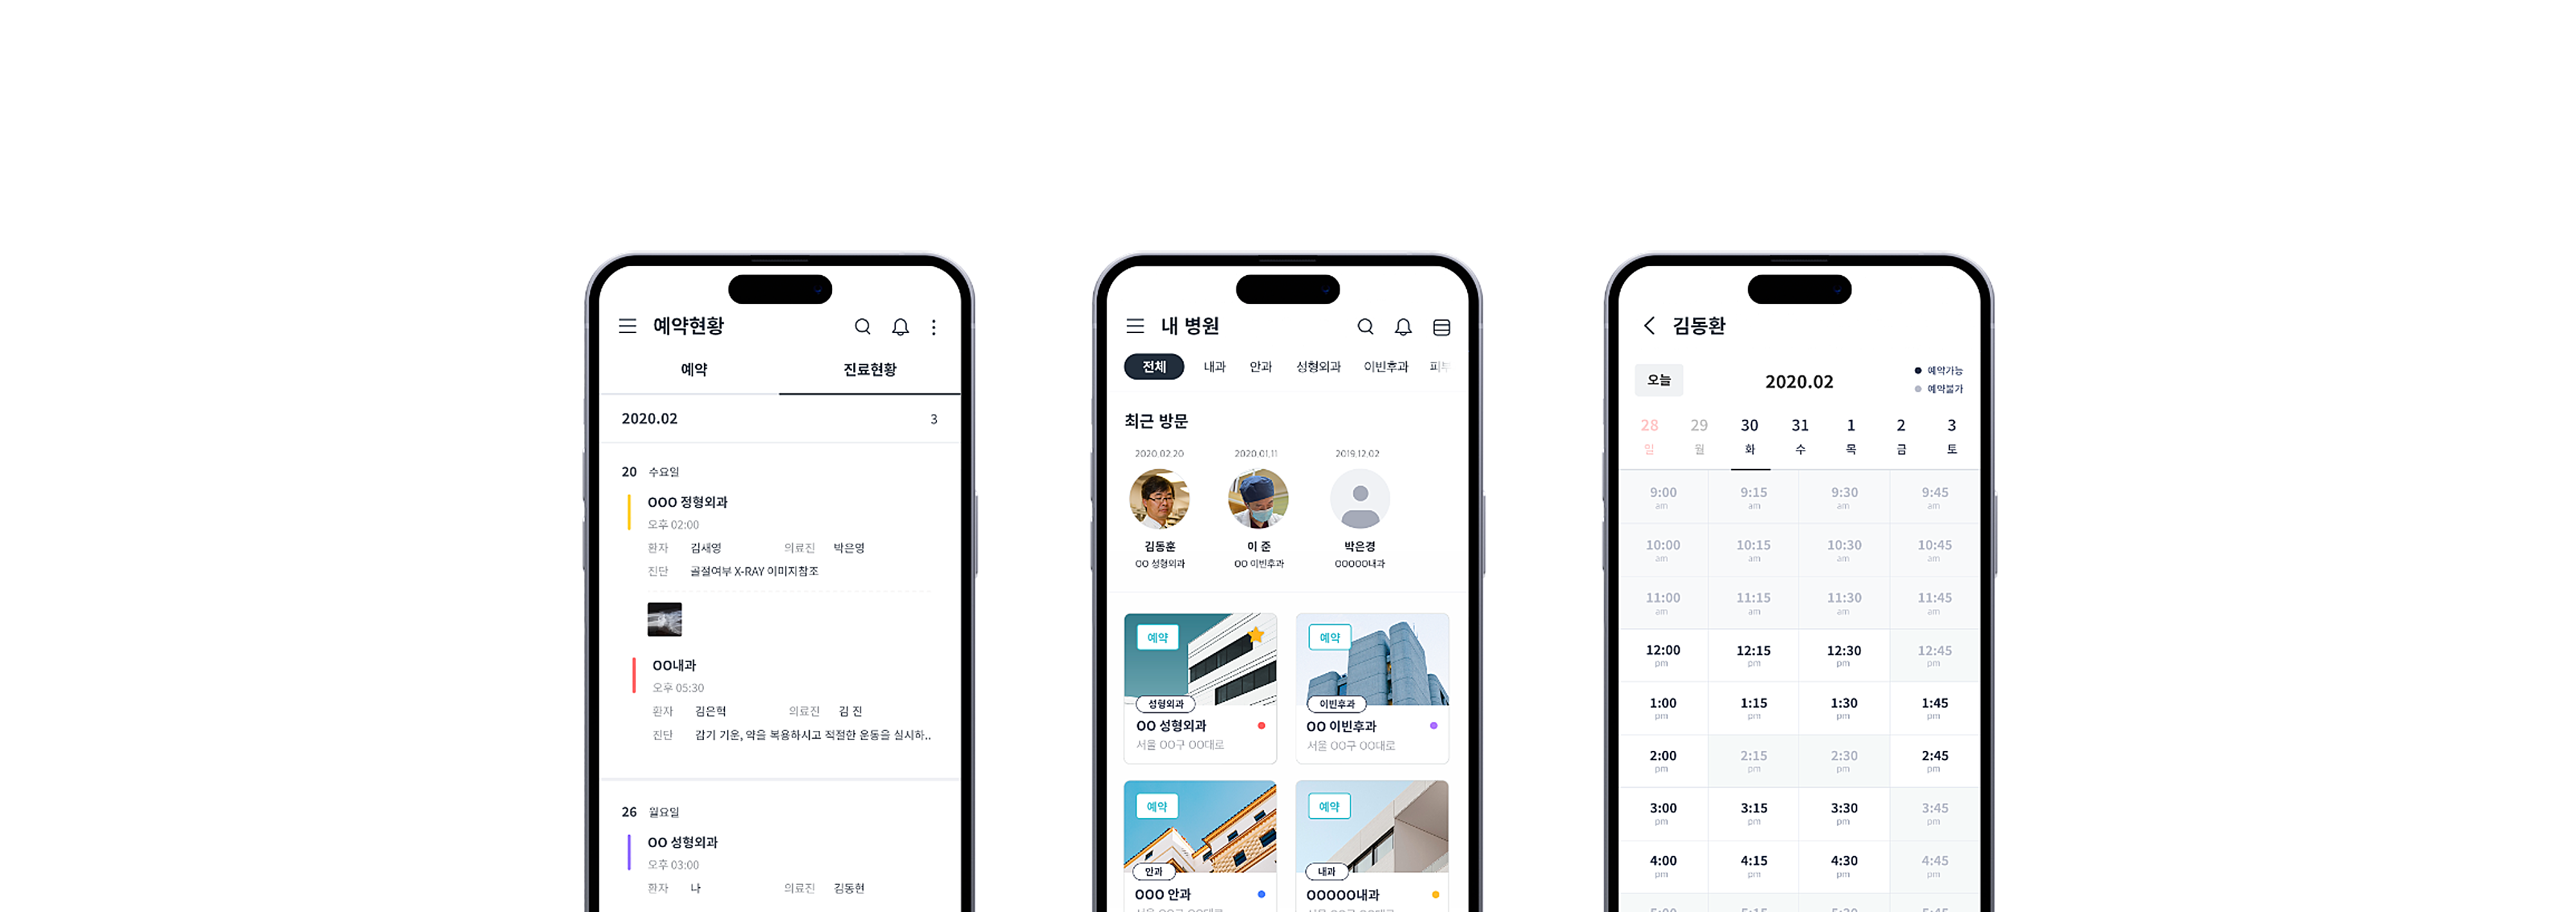 예약현황
예약 진료현황
2020.02 3
20 수요일
OOO 정형외과
오후 02:00
환자 김새영 의료진 박은영
진단 골절여부 X-RAY 이미지참조
OO내과
오후 05:30
환자 김은혁 의료진 김 진
진단 감기 기운, 약을 복용하시고 적절한 운동을 실시하..
26 월요일
OO 성형외과
오후 03:00
환자 나 의료진 김동현
내 병원
전체 내과 안과 성형외과 이빈후과 피부
최근 방문
2020.02.20 2020.01.11 2019.12.02
김동훈 이 준 박은경
OO 성형외과 OO 이빈후과 OOOOO내과
예약 예약
성형외과 이빈후과
OO 성형외과 OO 이빈후과
서울 OO구 OO대로 서울 OO구 OO대로
예약 예약
안과 내과
OOO 안과 OOOOO내과
김동환
오늘 2020.02
예약가능
예약불가
28 29 30 31 1 2 3
일 월 화 수 목 금 토
9:00 9:15 9:30 9:45
am am am am
10:00 10:15 10:30 10:45
am am am am
11:00 11:15 11:30 11:45
am am am am
12:00 12:15 12:30 12:45
pm pm pm pm
1:00 1:15 1:30 1:45
pm pm pm pm
2:00 2:15 2:30 2:45
pm pm pm pm
3:00 3:15 3:30 3:45
pm pm pm pm
4:00 4:15 4:30 4:45
pm pm pm pm